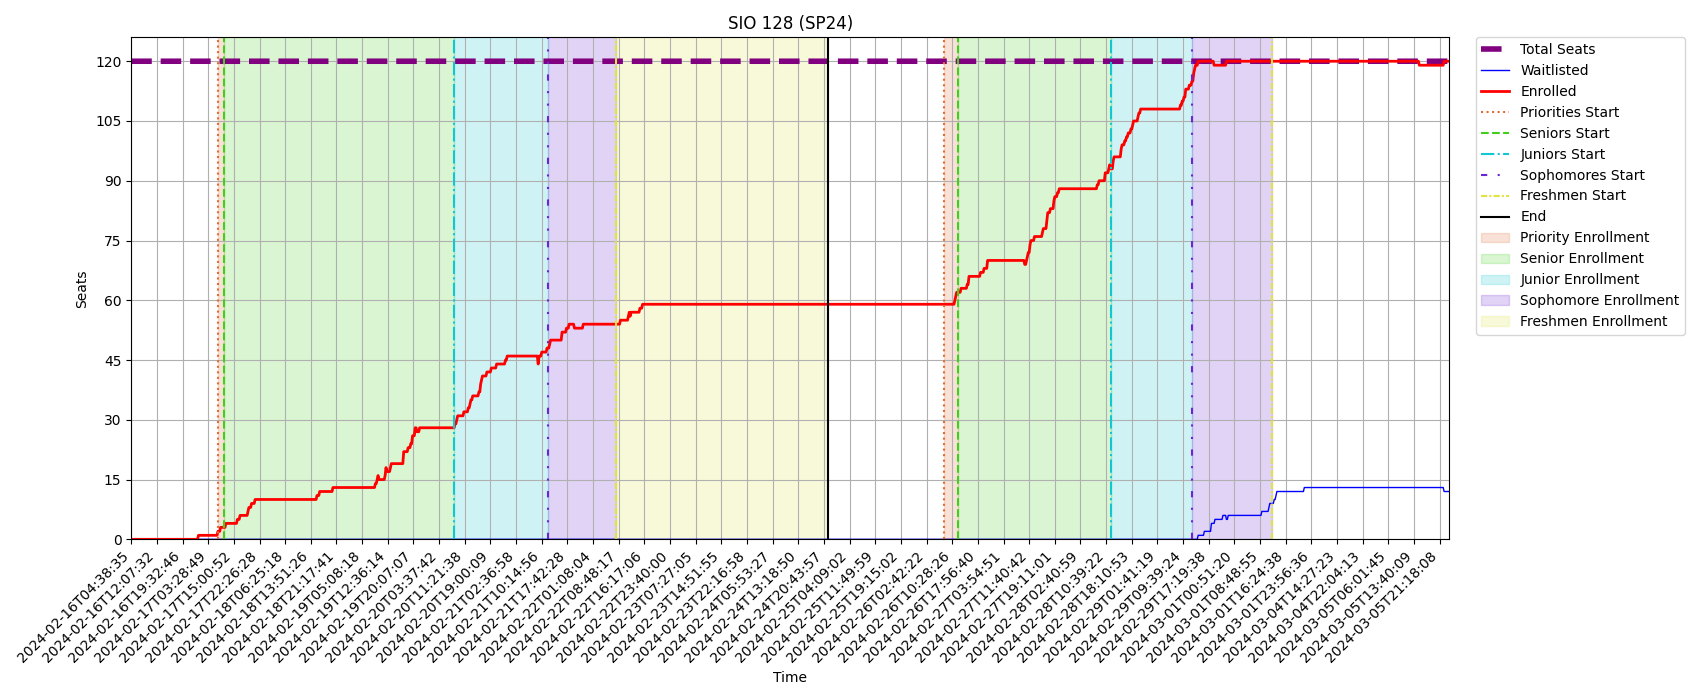 SIO 128 (SP24)
Seats
120
105
90
75
60
45
30
15
0
2024-02-16T04:38:35
2024-02-16T12:07:32
2024-02-16T19:32:46
2024-02-17T03:28:49
2024-02-17T15:00:52
2024-02-17T22:26:28
2024-02-18T06:25:18
2024-02-18T13:51:26
2024-02-18T21:17:41
2024-02-19T05:08:18
2024-02-19T12:36:14
2024-02-19T20:07:07
2024-02-20T03:37:42
2024-02-20T11:21:38
2024-02-20T19:00:09
2024-02-21T02:36:58
2024-02-21T10:14:56
2024-02-21T17:42:28
2024-02-22T01:08:04
2024-02-22T08:48:17
2024-02-22T16:17:06
2024-02-22T23:40:00
2024-02-23T07:27:05
2024-02-23T14:51:55
2024-02-23T22:16:58
2024-02-24T05:53:27
2024-02-24T13:18:50
2024-02-24T20:43:57
2024-02-25T04:09:02
2024-02-25T11:49:59
2024-02-25T19:15:02
2024-02-26T02:42:22
2024-02-26T10:28:26
2024-02-26T17:56:40
2024-02-27T03:54:51
2024-02-27T11:40:42
2024-02-27T19:11:01
2024-02-28T02:40:59
2024-02-28T10:39:22
2024-02-28T18:10:53
2024-02-29T01:41:19
2024-02-29T09:39:24
2024-02-29T17:19:38
2024-03-01T00:51:20
2024-03-01T08:48:55
2024-03-01T16:24:38
2024-03-01T23:56:36
2024-03-04T14:27:23
2024-03-04T22:04:13
2024-03-05T06:01:45
2024-03-05T13:40:09
2024-03-05T21:18:08
Time
Total Seats
Waitlisted
Enrolled
Priorities Start
Seniors Start
Juniors Start
Sophomores Start
Freshmen Start
End
Priority Enrollment
Senior Enrollment
Junior Enrollment
Sophomore Enrollment
Freshmen Enrollment